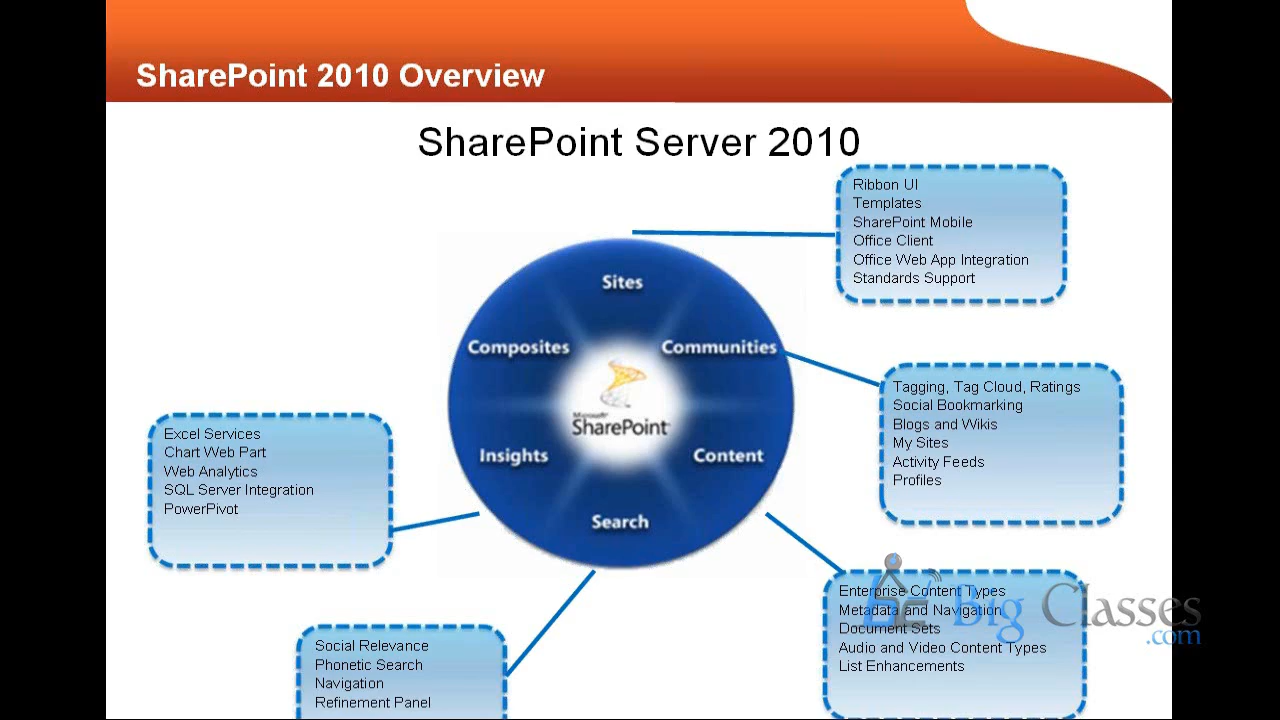 SharePoint 2010 Overview
SharePoint Server 2010
Ribbon UI
Templates
SharePoint Mobile
Office Client
Office Web App Integration
Standards Support
Sites
Composites
Communities
Microsoft
SharePoint
Insights
Content
Search
Tagging, Tag Cloud, Ratings
Social Bookmarking
Blogs and Wikis
My Sites
Activity Feeds
Profiles
Excel Services
Chart Web Part
Web Analytics
SQL Server Integration
PowerPivot
Enterprise Content Types
Metadata and Navigation
Document Sets
Audio and Video Content Types
List Enhancements
Big Classes
.com
Social Relevance
Phonetic Search
Navigation
Refinement Panel